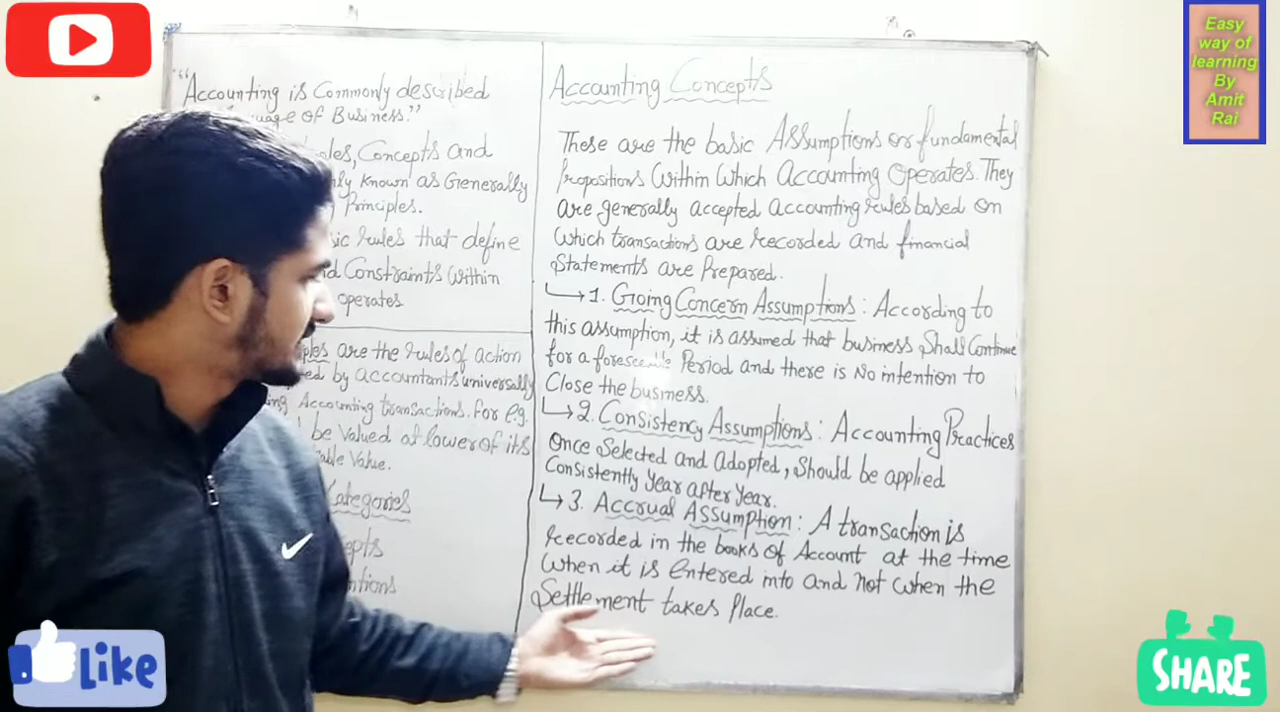 "Accounting is Commonly described
of Business."
Concepts and
known as Generally
Principles.
rules that define
Constraints within
operates
are the rules of action
by accountants universally
Accounting transactions. For e.g.
be Valued at lower of its
Value.
Categories
Accounting Concepts
These are the basic Assumptions or fundamental
Propositions Within Which Accounting Operates. They
are generally accepted accounting rules based on
Which transactions are recorded and financial
Statements are Prepared.
1. Going Concern Assumptions : According to
this assumption, it is assumed that business Shall Continue
for a Period and there is No intention to
Close the business.
2. Consistency Assumptions : Accounting Practices
Once Selected and adopted, Should be applied
Consistently Year after Year.
3. Accrual Assumption : A transaction is
recorded in the books of Account at the time
When it is Entered into and Not when the
Settlement takes Place.
Easy
way of
learning
By
Amit
Rai
Like
SHARE